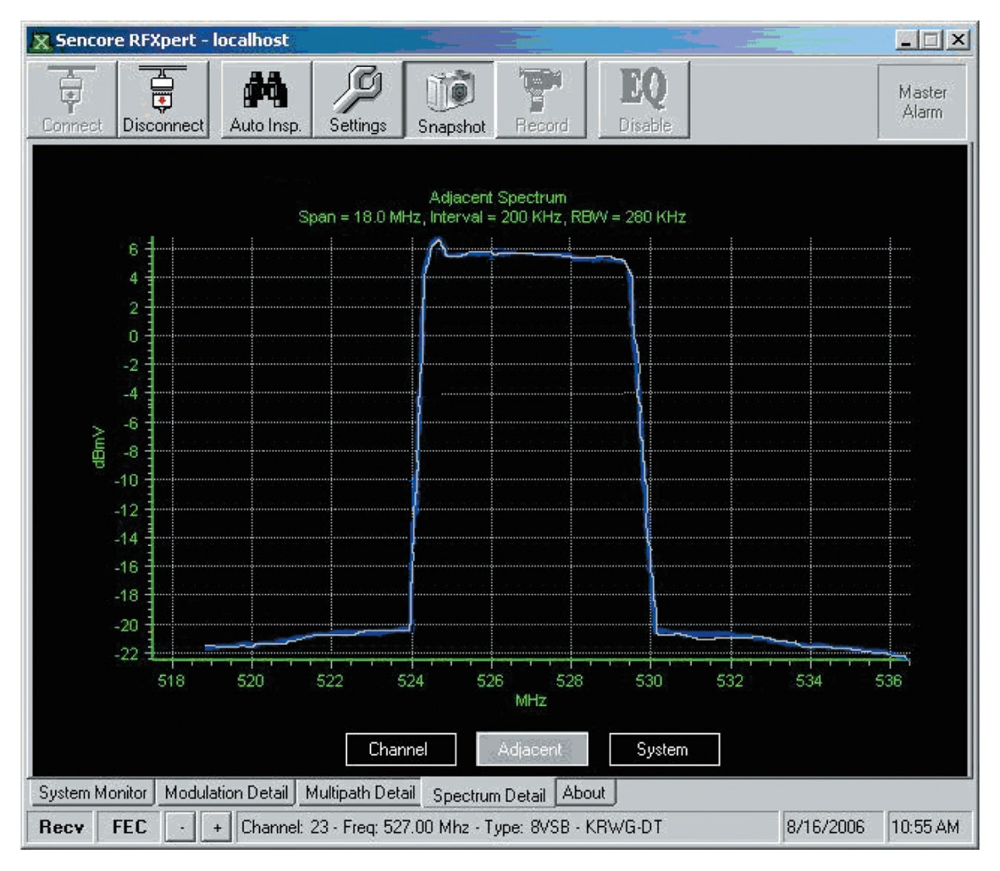 Sencore RFXpert - localhost
Connect
Disconnect
Auto Insp.
Settings
Snapshot
Record
EQ
Disable
Master
Alarm
Adjacent Spectrum
Span = 18.0 MHz, Interval = 200 KHz, RBW = 280 KHz
6
4
2
0
-2
-4
-6
-8
-10
-12
-14
-16
-18
-20
-22
dBmV
518 520 522 524 526 528 530 532 534 536
MHz
Channel Adjacent System
System Monitor Modulation Detail Multipath Detail Spectrum Detail About
Recv FEC - + Channel: 23 - Freq: 527.00 Mhz - Type: 8VSB - KRWG-DT 8/16/2006 10:55 AM